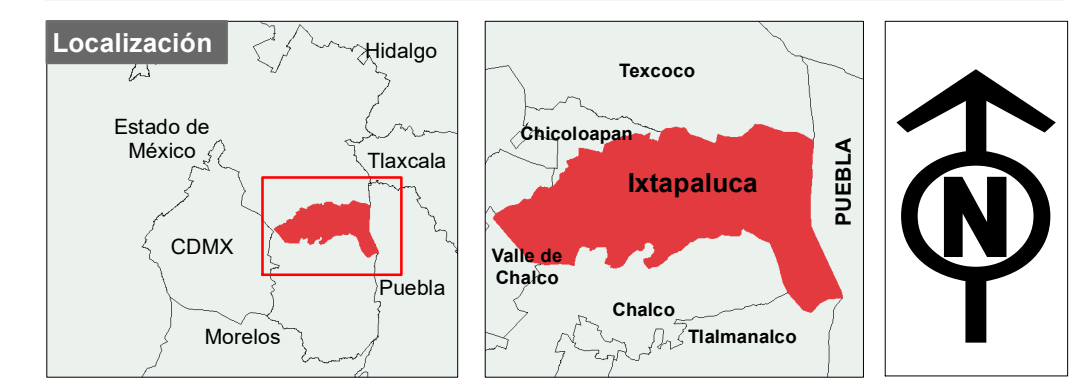 Localización
Hidalgo
Estado de
México
Tlaxcala
CDMX
Puebla
Morelos
Texcoco
Chicoloapan
Ixtapaluca
PUEBLA
Valle de
Chalco
Chalco
Tlalmanalco
N